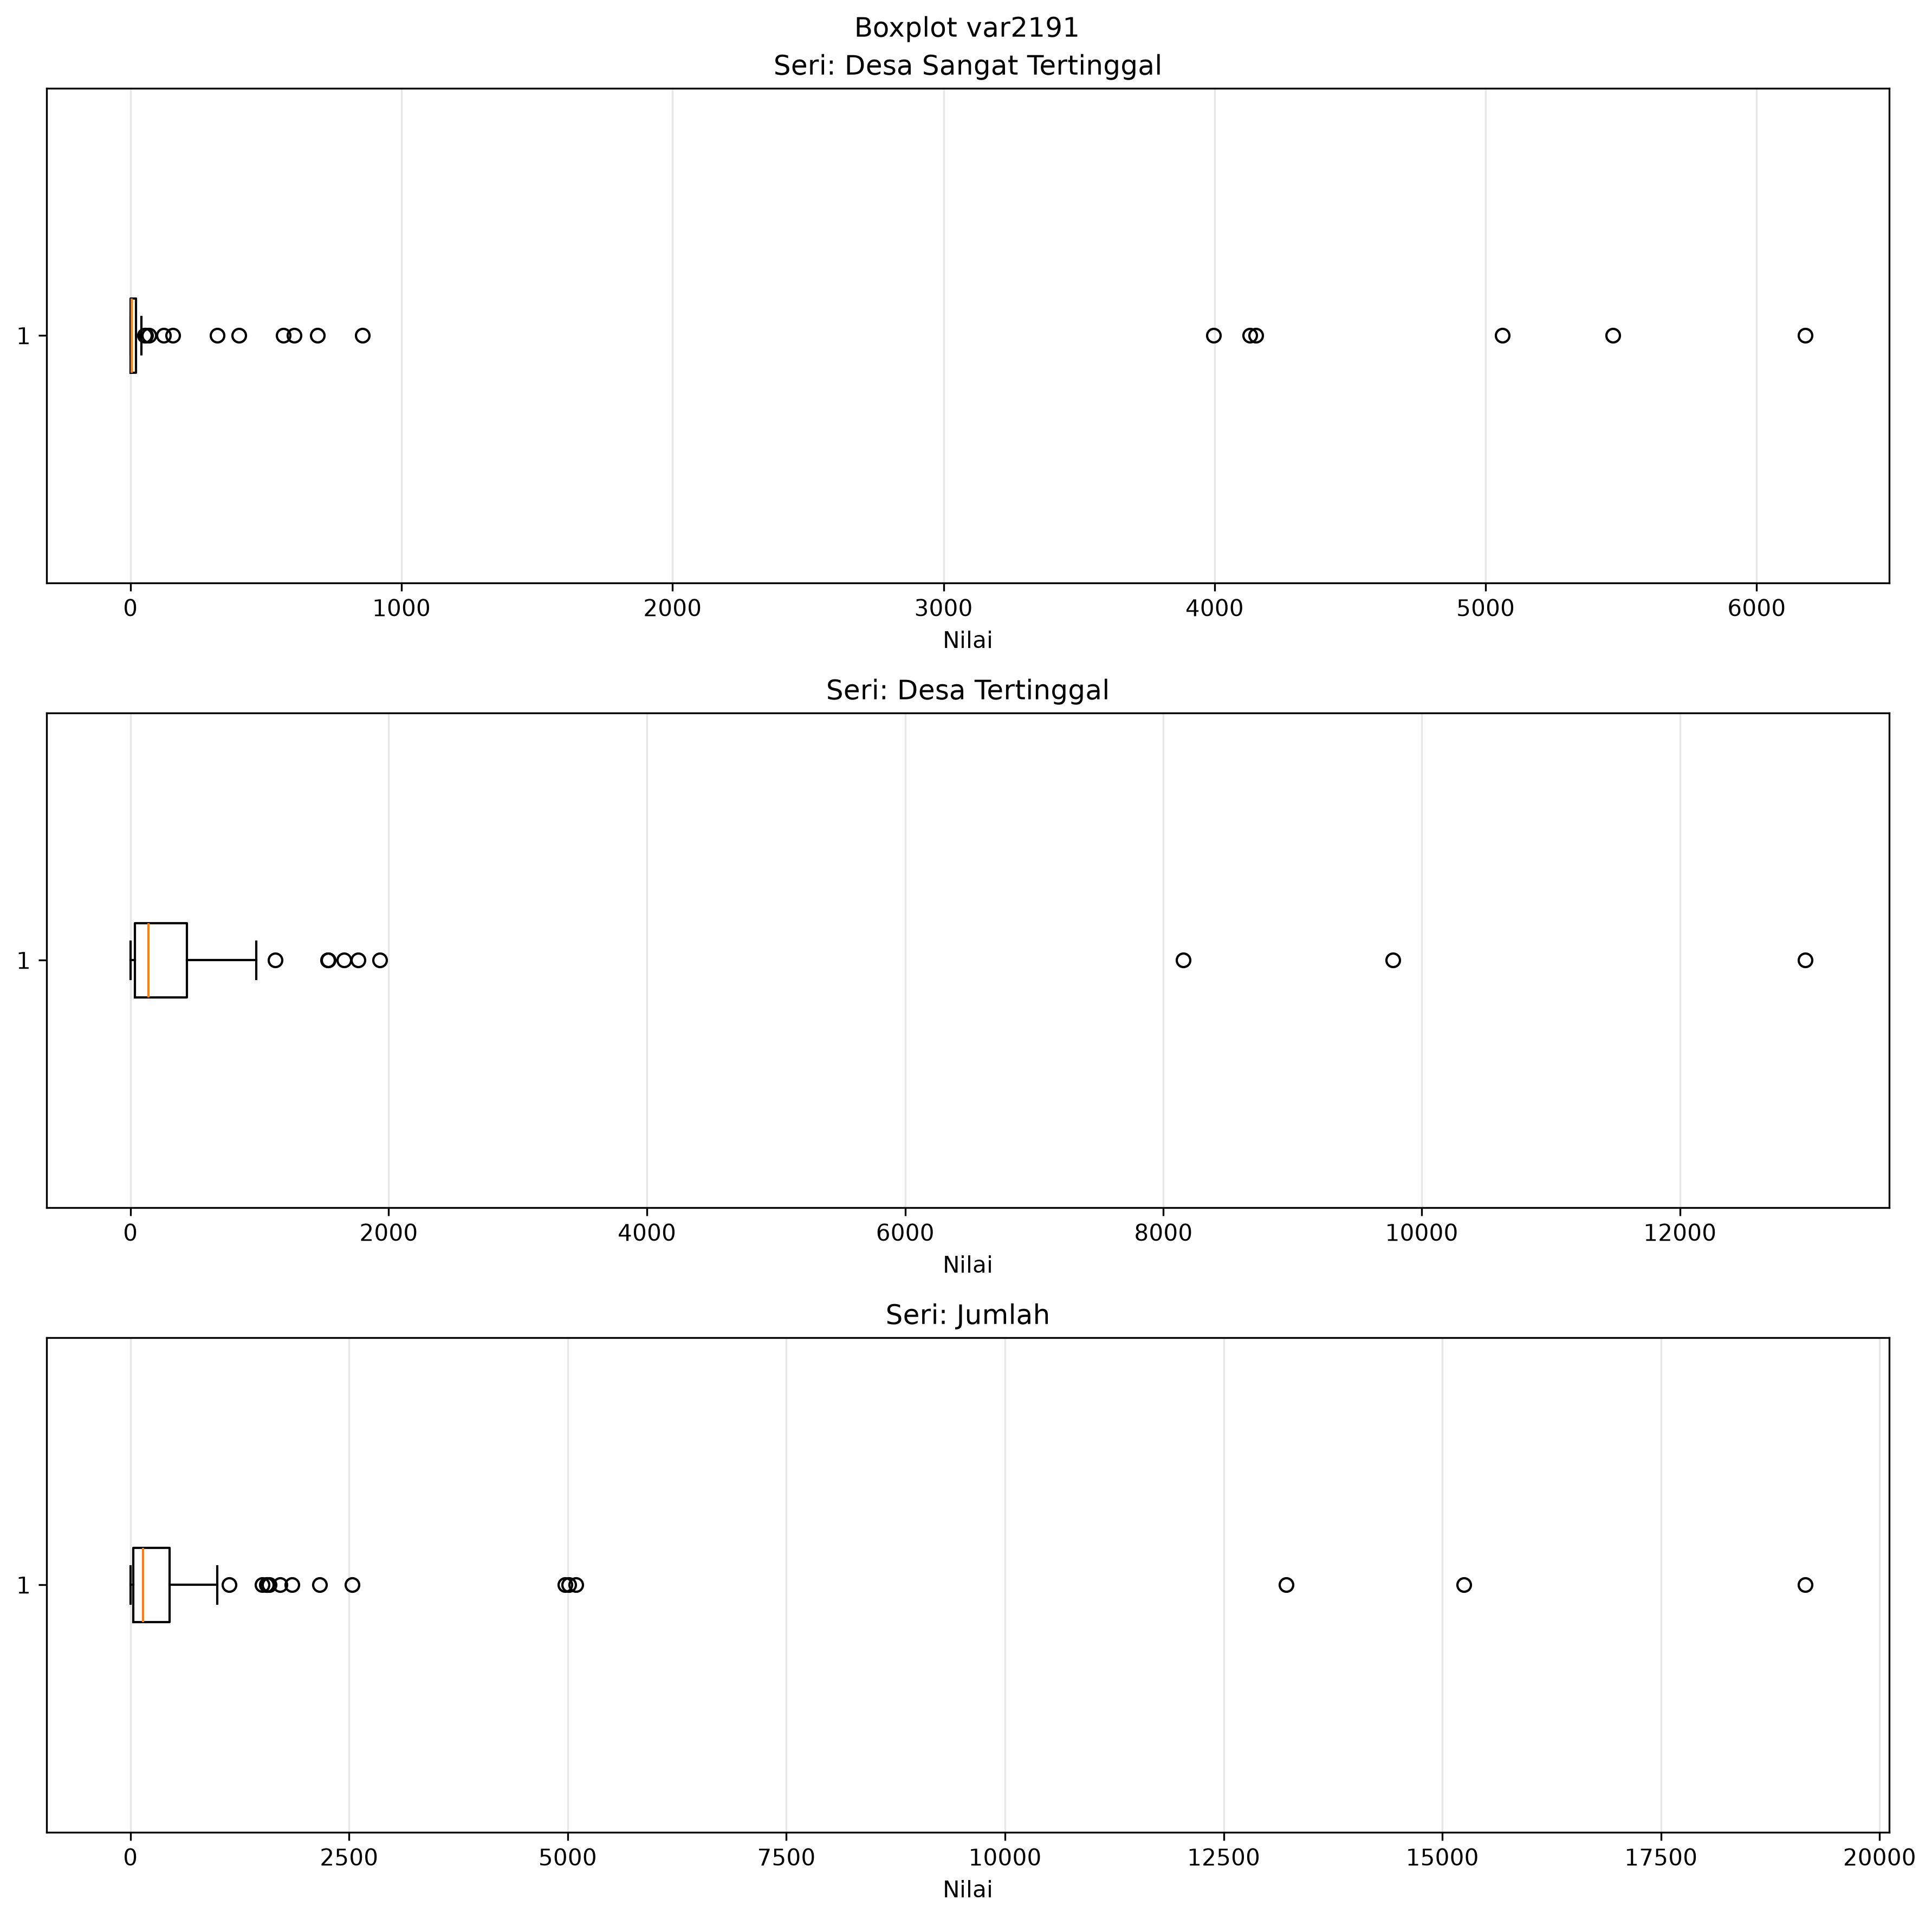 Boxplot var2191
Seri: Desa Sangat Tertinggal
1
0 1000 2000 3000 4000 5000 6000
Nilai
Seri: Desa Tertinggal
1
0 2000 4000 6000 8000 10000 12000
Nilai
Seri: Jumlah
1
0 2500 5000 7500 10000 12500 15000 17500 20000
Nilai